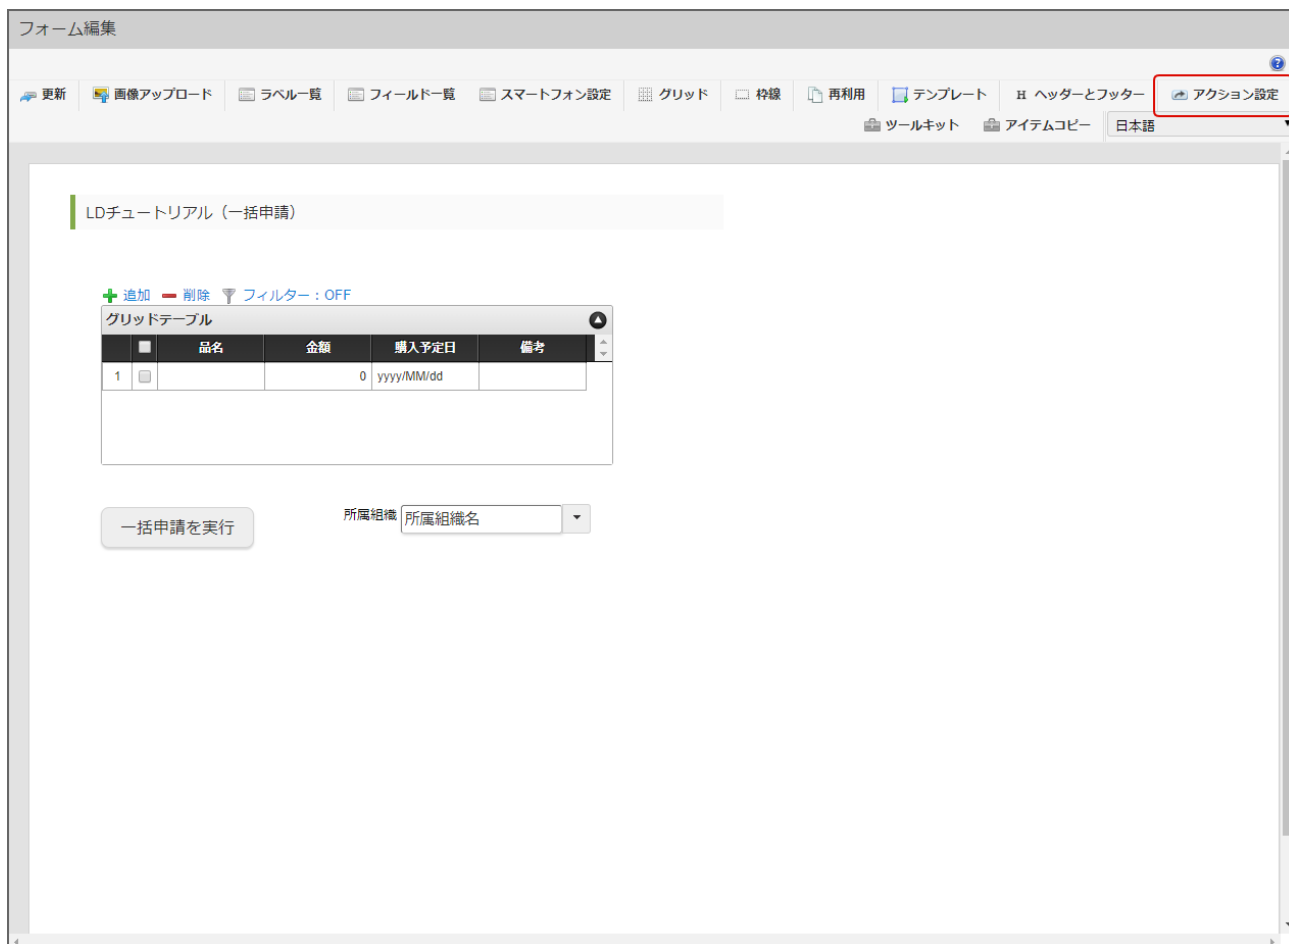 フォーム編集
更新 画像アップロード ラベル一覧 フィールド一覧 スマートフォン設定 グリッド 枠線 再利用 テンプレート H ヘッダーとフッター アクション設定
ツールキット アイテムコピー 日本語
LDチュートリアル（一括申請）
追加 削除 フィルター : OFF
グリッドテーブル
品名 金額 購入予定日 備考
1 0 yyyy/MM/dd
一括申請を実行 所属組織 所属組織名